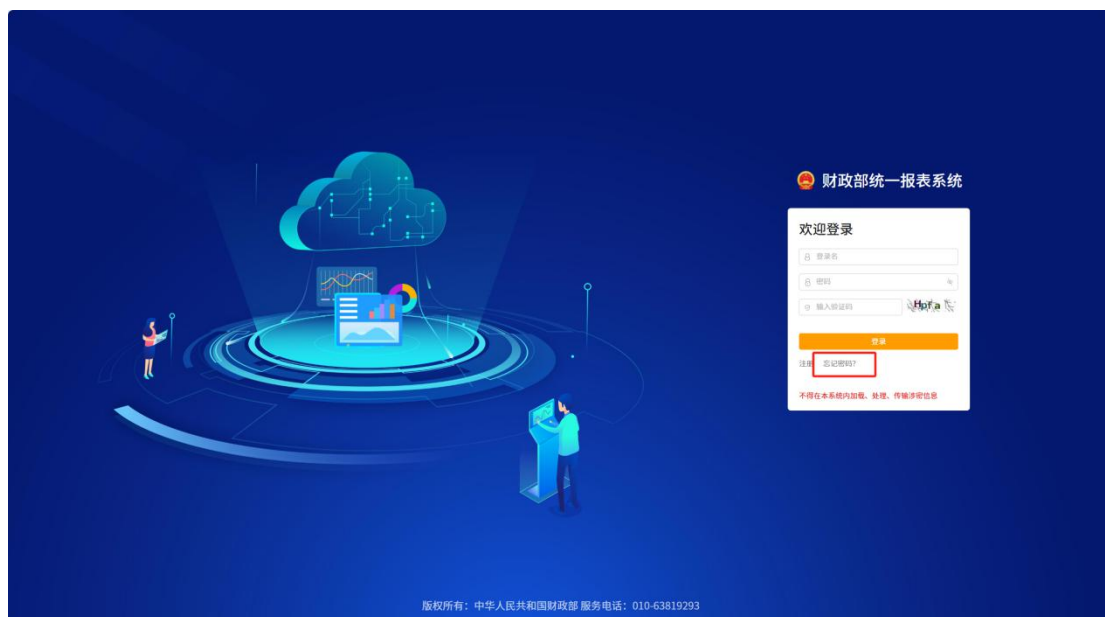 财政部统一报表系统
欢迎登录
登录名
密码
输入验证码
登录
注册 忘记密码?
不得在本系统内加载、处理、传输涉密信息
版权所有：中华人民共和国财政部 服务电话：010-63819293